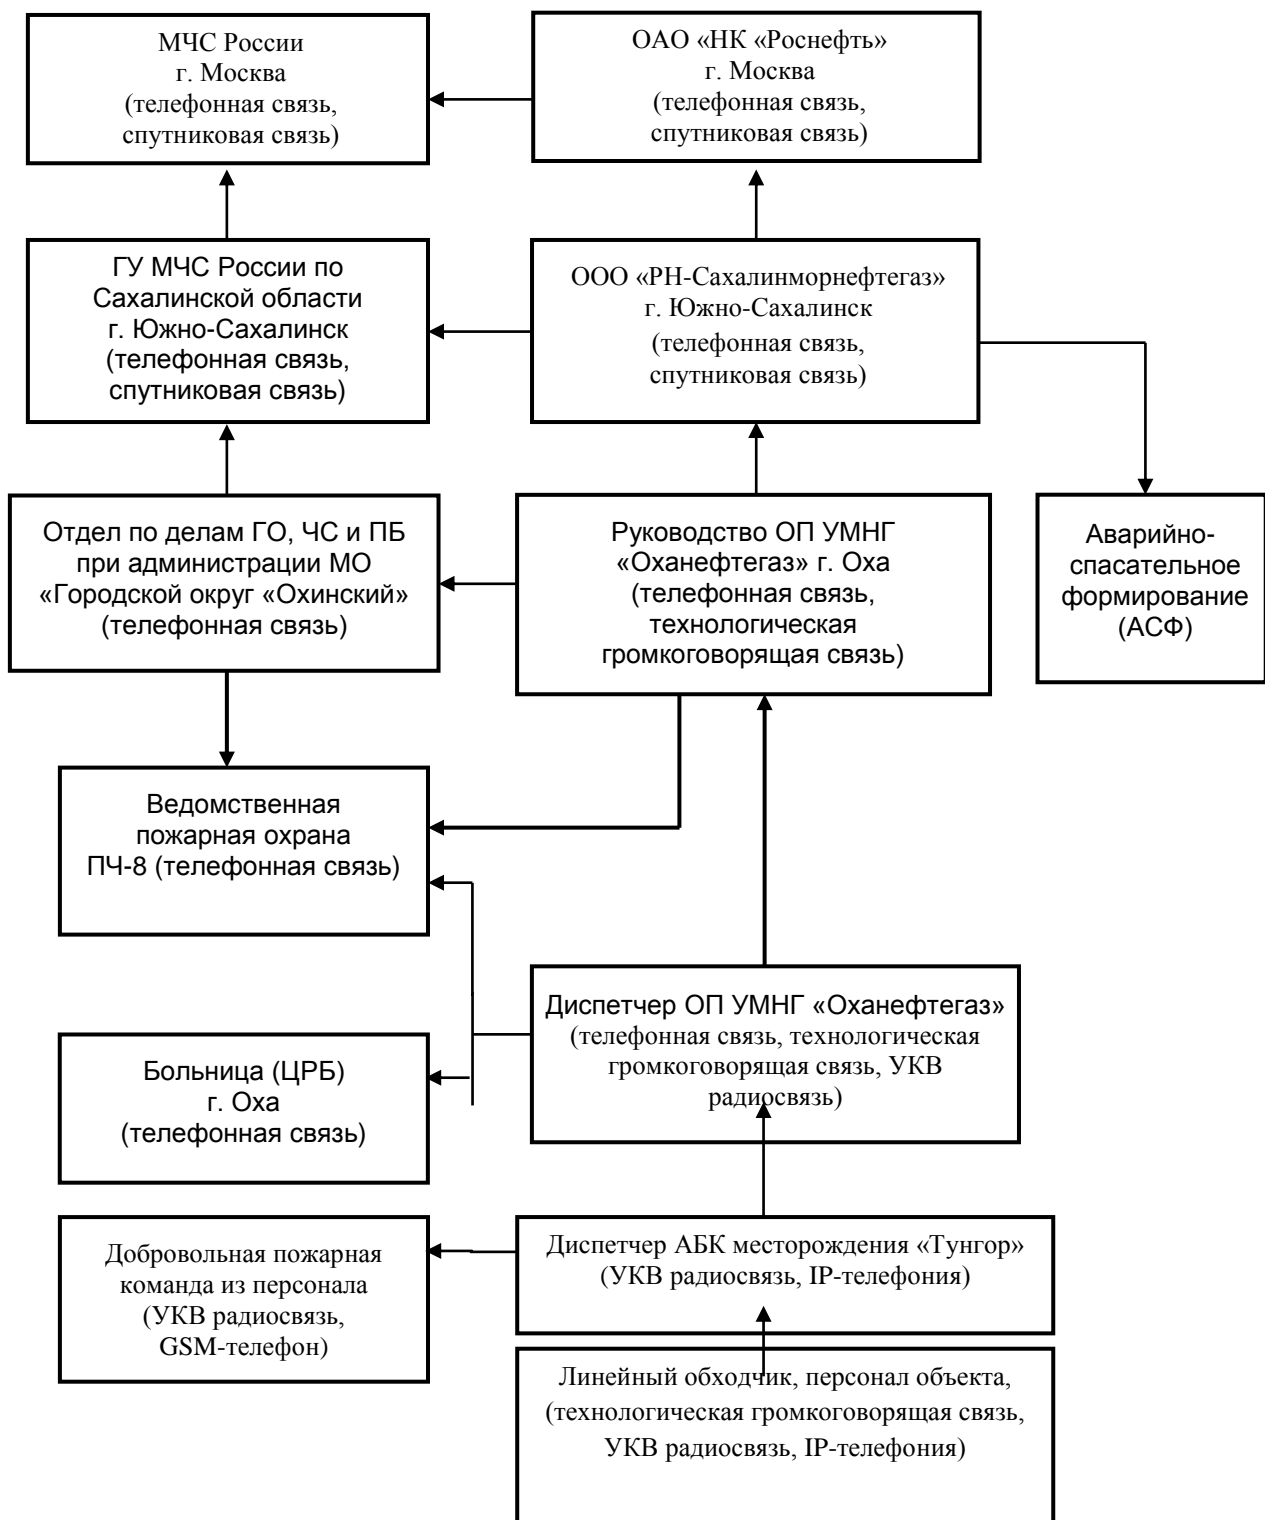 МЧС России
г. Москва
(телефонная связь,
спутниковая связь)
ОАО «НК «Роснефть»
г. Москва
(телефонная связь,
спутниковая связь)
ГУ МЧС России по
Сахалинской области
г. Южно-Сахалинск
(телефонная связь,
спутниковая связь)
ООО «РН-Сахалинморнефтегаз»
г. Южно-Сахалинск
(телефонная связь,
спутниковая связь)
Отдел по делам ГО, ЧС и ПБ
при администрации МО
«Городской округ «Охинский»
(телефонная связь)
Руководство ОП УМНГ
«Оханефтегаз» г. Оха
(телефонная связь,
технологическая
громкоговорящая связь)
Аварийно-
спасательное
формирование
(АСФ)
Ведомственная
пожарная охрана
ПЧ-8 (телефонная связь)
Диспетчер ОП УМНГ «Оханефтегаз»
(телефонная связь, технологическая
громкоговорящая связь, УКВ
радиосвязь)
Больница (ЦРБ)
г. Оха
(телефонная связь)
Добровольная пожарная
команда из персонала
(УКВ радиосвязь,
GSM-телефон)
Диспетчер АБК месторождения «Тунгор»
(УКВ радиосвязь, IP-телефония)
Линейный обходчик, персонал объекта,
(технологическая громкоговорящая связь,
УКВ радиосвязь, IP-телефония)